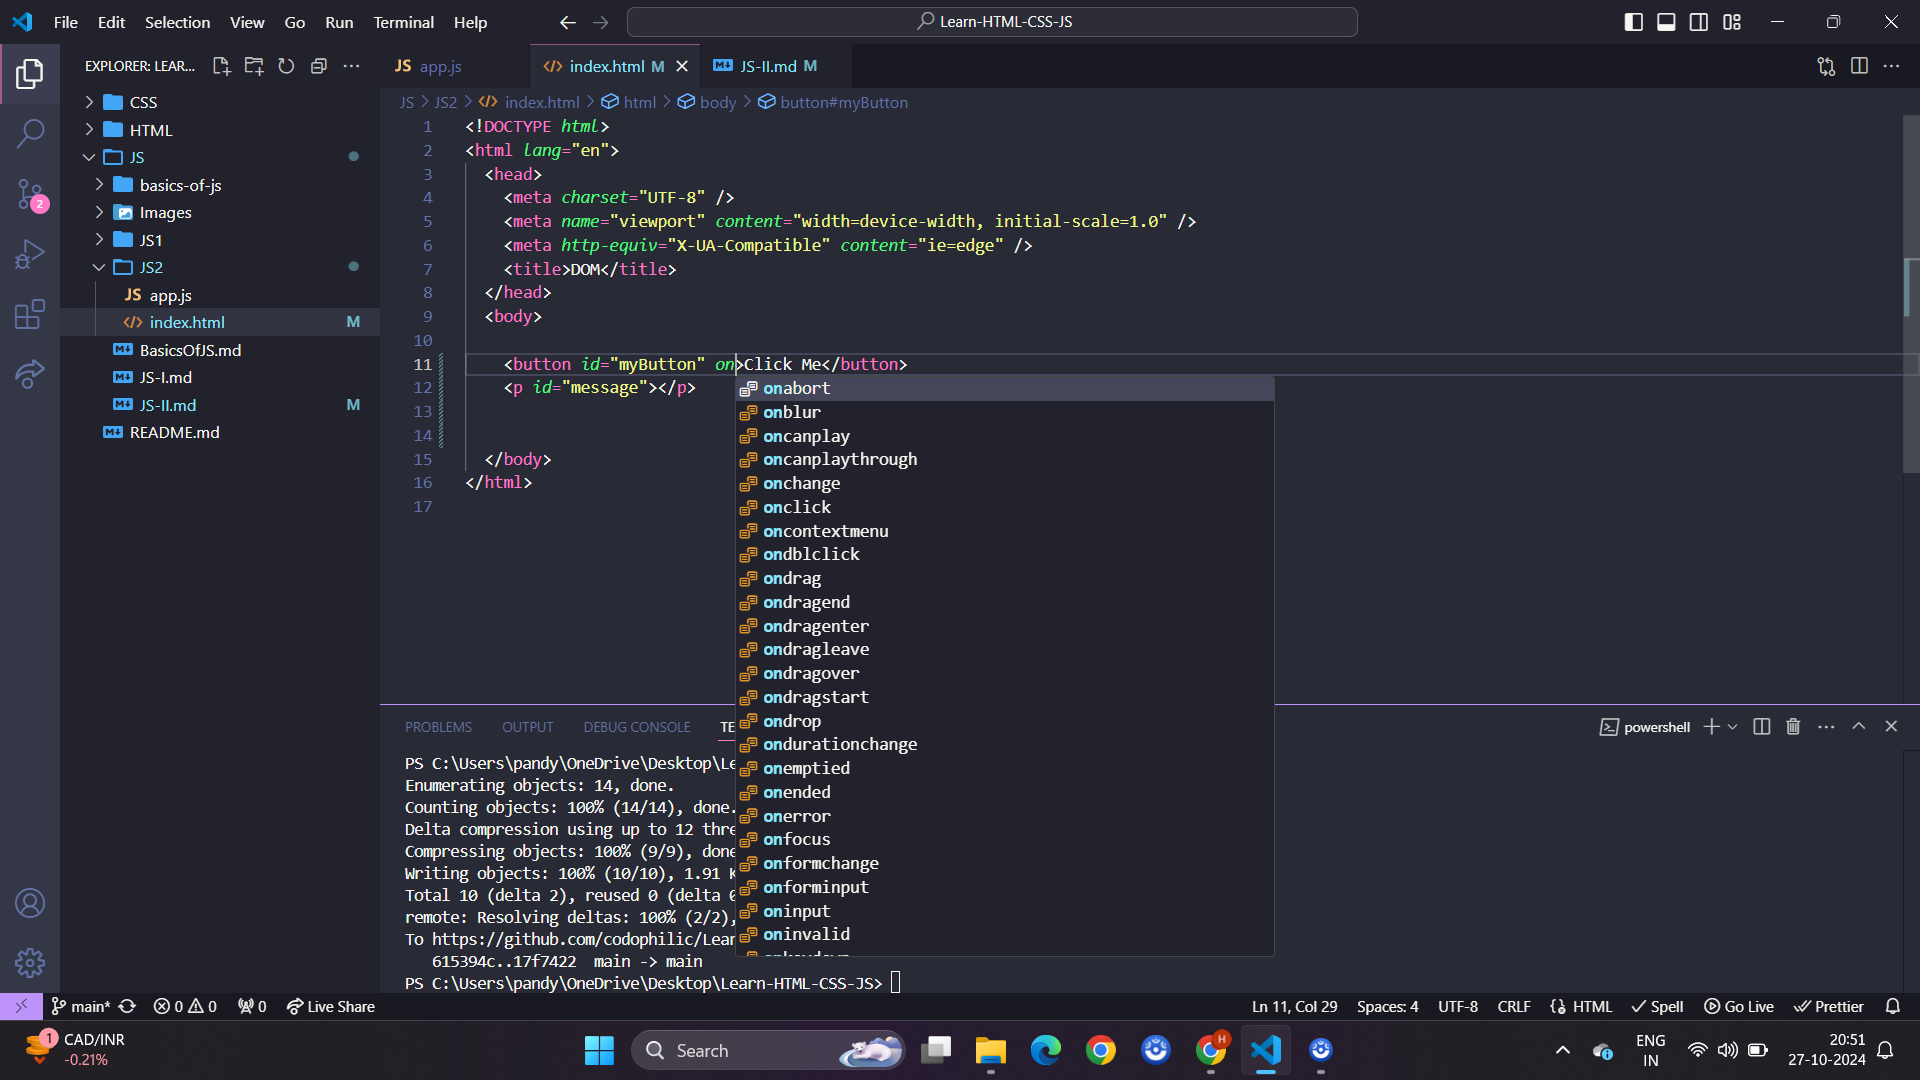 File Edit Selection View Go Run Terminal Help
Learn-HTML-CSS-JS
EXPLORER: LEAR...
CSS
HTML
JS
basics-of-js
Images
JS1
JS2
JS app.js
index.html M
BasicsOfJS.md
JS-I.md
JS-II.md M
README.md
JS app.js
index.html M
JS-II.md M
JS > JS2 > index.html > html > body > button#myButton
1 <!DOCTYPE html>
2 <html lang="en">
3 <head>
4 <meta charset="UTF-8" />
5 <meta name="viewport" content="width=device-width, initial-scale=1.0" />
6 <meta http-equiv="X-UA-Compatible" content="ie=edge" />
7 <title>DOM</title>
8 </head>
9 <body>
10
11 <button id="myButton" on>Click Me</button>
12 <p id="message"></p>
13
14
15 </body>
16 </html>
17
onabort
onblur
oncanplay
oncanplaythrough
onchange
onclick
oncontextmenu
ondblclick
ondrag
ondragend
ondragenter
ondragleave
ondragover
ondragstart
ondrop
ondurationchange
onemptied
onended
onerror
onfocus
onformchange
onforminput
oninput
oninvalid
PROBLEMS OUTPUT DEBUG CONSOLE TE
powershell
PS C:\Users\pandy\OneDrive\Desktop\Le
Enumerating objects: 14, done.
Counting objects: 100% (14/14), done.
Delta compression using up to 12 thre
Compressing objects: 100% (9/9), done
Writing objects: 100% (10/10), 1.91 K
Total 10 (delta 2), reused 0 (delta 0
remote: Resolving deltas: 100% (2/2),
To https://github.com/codophilic/Lear
615394c..17f7422 main -> main
PS C:\Users\pandy\OneDrive\Desktop\Learn-HTML-CSS-JS>
2
main* 0 0 0 Live Share
Ln 11, Col 29 Spaces: 4 UTF-8 CRLF HTML Spell Go Live Prettier
1
CAD/INR
-0.21%
Search
H
ENG
IN
20:51
27-10-2024